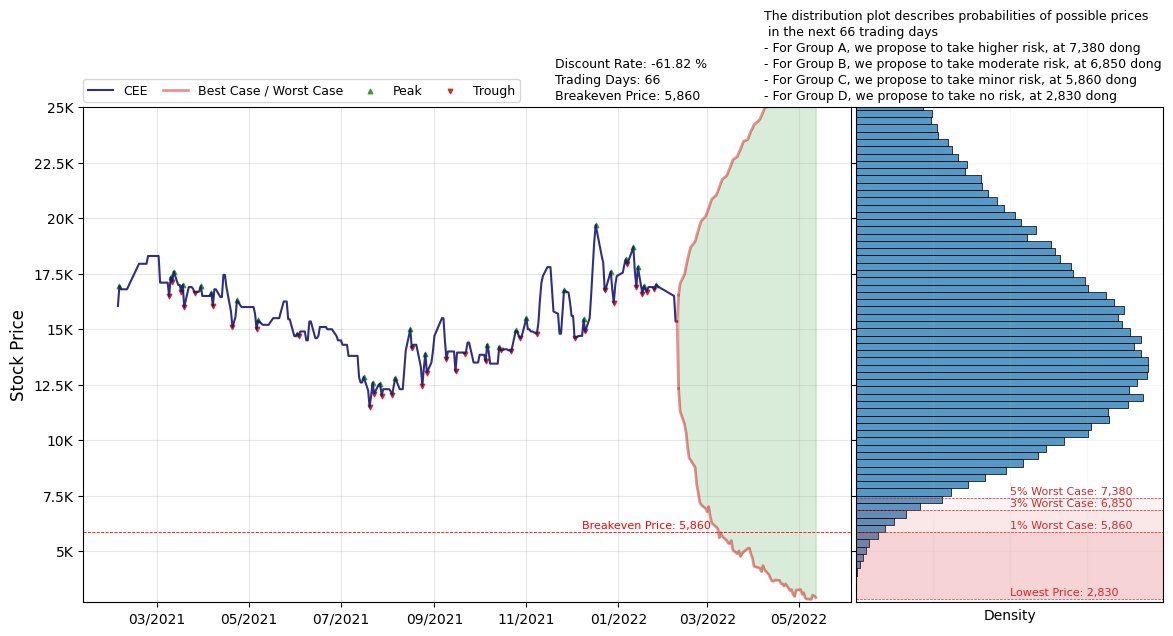 The distribution plot describes probabilities of possible prices
in the next 66 trading days
- For Group A, we propose to take higher risk, at 7,380 dong
- For Group B, we propose to take moderate risk, at 6,850 dong
- For Group C, we propose to take minor risk, at 5,860 dong
- For Group D, we propose to take no risk, at 2,830 dong
Discount Rate: -61.82 %
Trading Days: 66
Breakeven Price: 5,860
CEE
Best Case / Worst Case
Peak
Trough
Stock Price
25K
22.5K
20K
17.5K
15K
12.5K
10K
7.5K
5K
Breakeven Price: 5,860
5% Worst Case: 7,380
3% Worst Case: 6,850
1% Worst Case: 5,860
Lowest Price: 2,830
03/2021
05/2021
07/2021
09/2021
11/2021
01/2022
03/2022
05/2022
Density